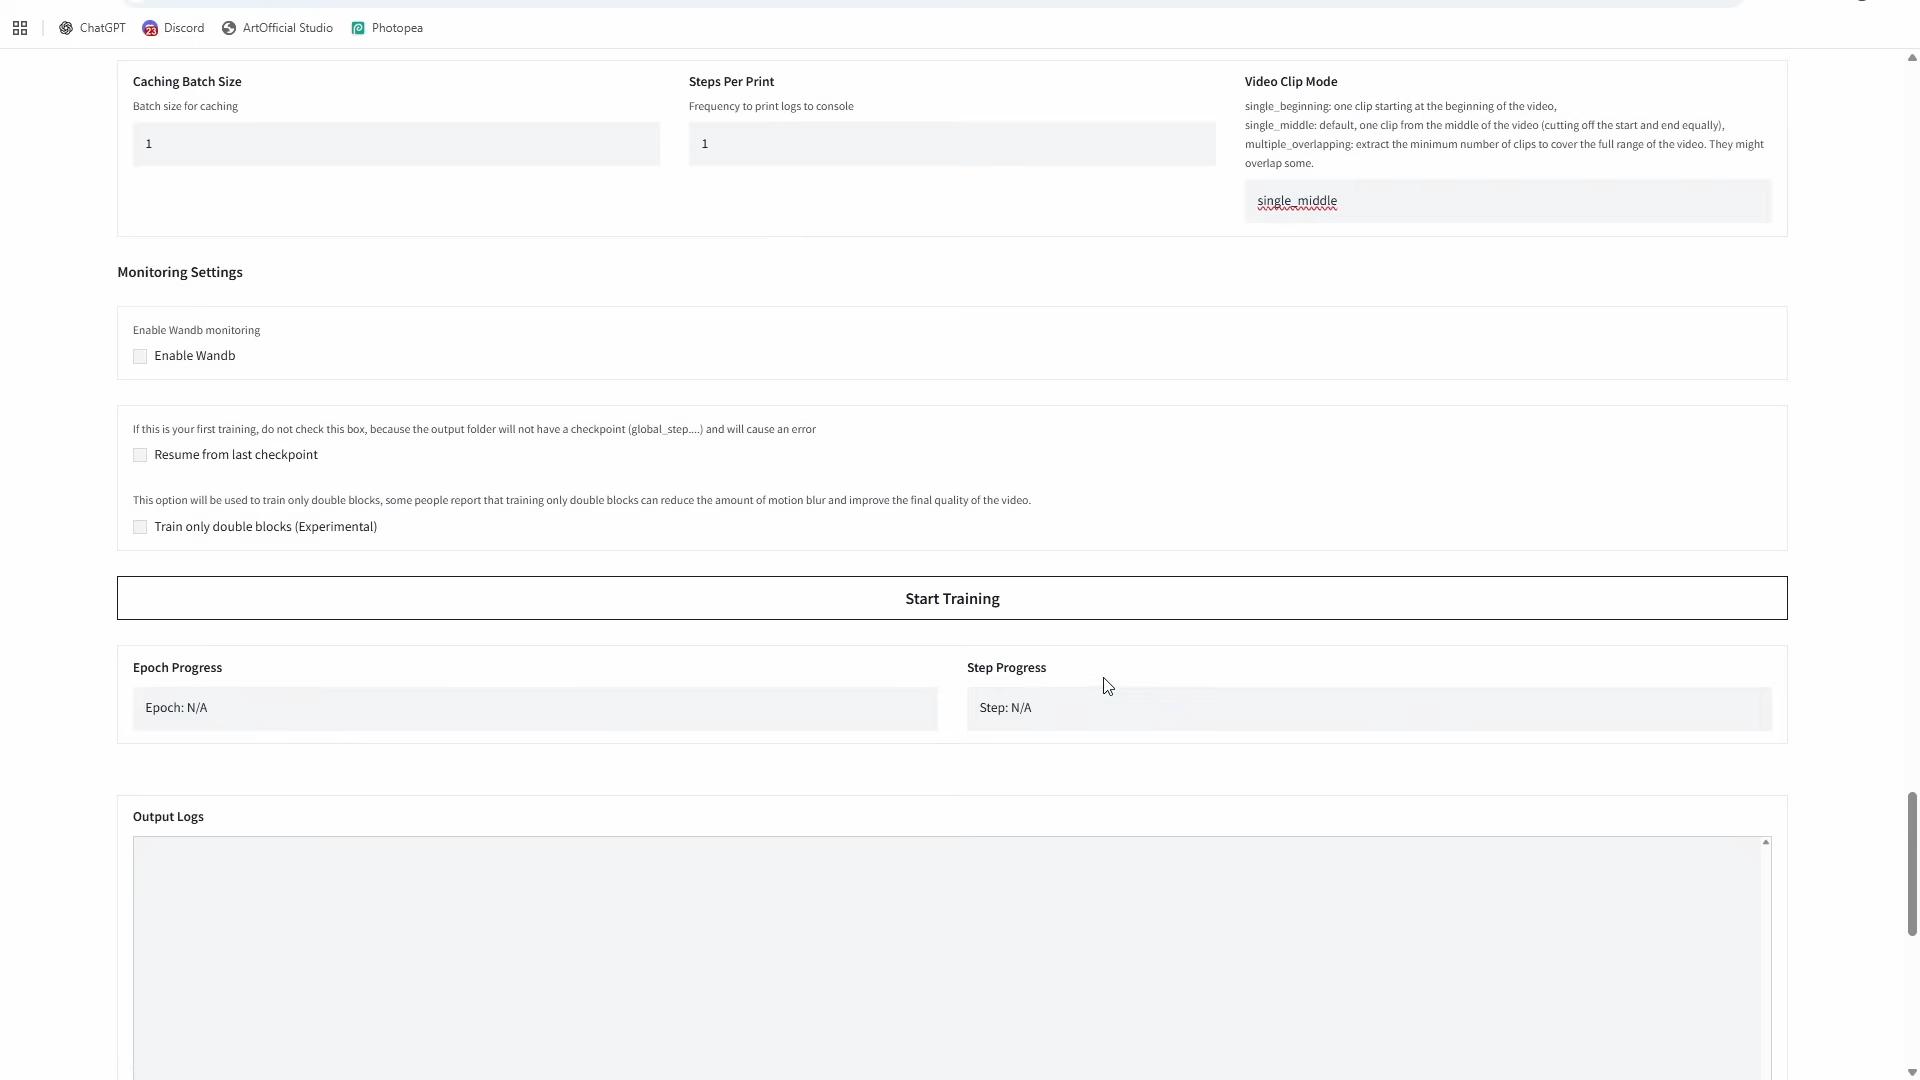 ChatGPT
23
Discord
ArtOfficial Studio
Photopea
Caching Batch Size
Batch size for caching
1
Steps Per Print
Frequency to print logs to console
1
Video Clip Mode
single_beginning: one clip starting at the beginning of the video,
single_middle: default, one clip from the middle of the video (cutting off the start and end equally),
multiple_overlapping: extract the minimum number of clips to cover the full range of the video. They might
overlap some.
single_middle
Monitoring Settings
Enable Wandb monitoring
Enable Wandb
If this is your first training, do not check this box, because the output folder will not have a checkpoint (global_step....) and will cause an error
Resume from last checkpoint
This option will be used to train only double blocks, some people report that training only double blocks can reduce the amount of motion blur and improve the final quality of the video.
Train only double blocks (Experimental)
Start Training
Epoch Progress
Epoch: N/A
Step Progress
Step: N/A
Output Logs